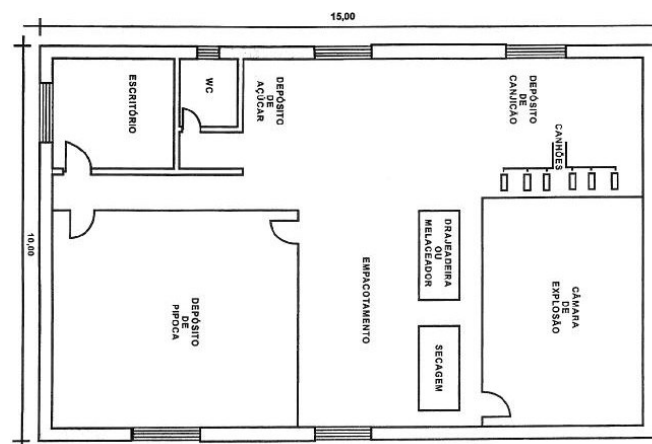 15,00
10,00
ESCRITÓRIO
WC
DEPÓSITO
DE
AÇÚCAR
DEPÓSITO
DE
CANJICÃO
CANHÕES
DEPÓSITO
DE
PIPOCA
EMPACOTAMENTO
DRAJEADEIRA
OU
MELACEADOR
SECAGEM
CÂMARA
DE
EXPLOSÃO